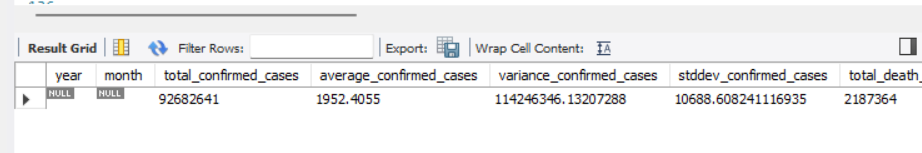 Result Grid Filter Rows: Export: Wrap Cell Content:
year month total_confirmed_cases average_confirmed_cases variance_confirmed_cases stddev_confirmed_cases total_death_
NULL NULL 92682641 1952.4055 114246346.13207288 10688.608241116935 2187364